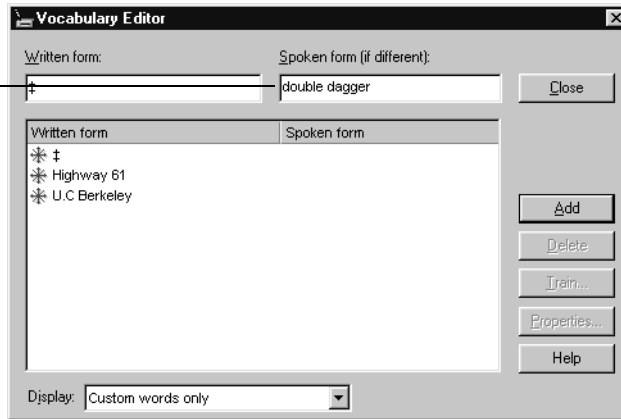 Vocabulary Editor
Written form: Spoken form (if different):
‡ double dagger Close
Written form Spoken form
‡
Highway 61
U.C Berkeley
Add
Delete
Train...
Properties...
Help
Display: Custom words only